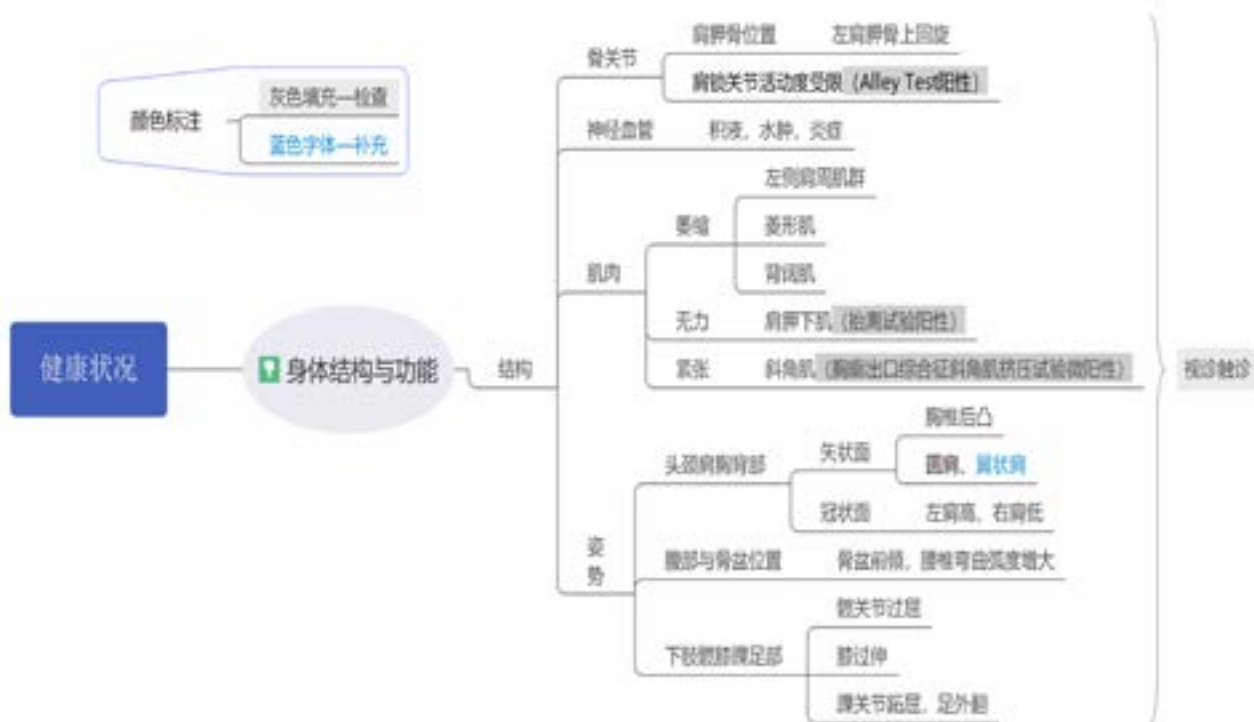 颜色标注
灰色填充—检查
蓝色字体—补充
健康状况
身体结构与功能
结构
骨关节
肩胛骨位置
左肩胛骨上回旋
肩锁关节活动度受限（Alley Test阳性）
神经血管
积液，水肿，炎症
肌肉
萎缩
左侧肩周肌群
菱形肌
背阔肌
无力
肩胛下肌（抬离试验阳性）
紧张
斜角肌（胸廓出口综合征斜角肌挤压试验微阳性）
姿势
头颈肩胸背部
矢状面
胸椎后凸
圆肩、翼状肩
冠状面
左肩高、右肩低
腹部与骨盆位置
骨盆前倾，腰椎弯曲弧度增大
下肢髋膝踝足部
髋关节过屈
膝过伸
踝关节跖屈，足外翻
视诊触诊